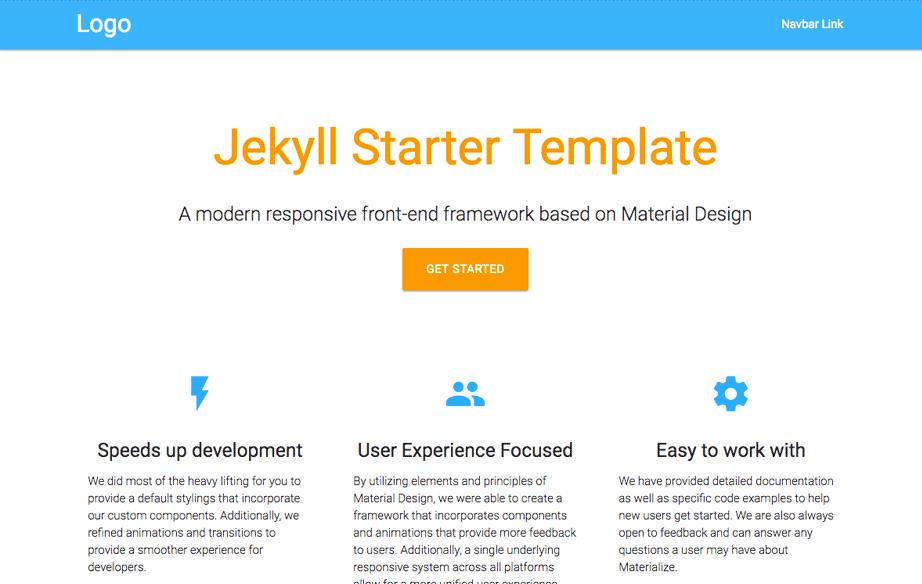 Logo
Navbar Link
Jekyll Starter Template
A modern responsive front-end framework based on Material Design
GET STARTED
Speeds up development
We did most of the heavy lifting for you to
provide a default stylings that incorporate
our custom components. Additionally, we
refined animations and transitions to
provide a smoother experience for
developers.
User Experience Focused
By utilizing elements and principles of
Material Design, we were able to create a
framework that incorporates components
and animations that provide more feedback
to users. Additionally, a single underlying
responsive system across all platforms
allow for a more unified user experience
Easy to work with
We have provided detailed documentation
as well as specific code examples to help
new users get started. We are also always
open to feedback and can answer any
questions a user may have about
Materialize.